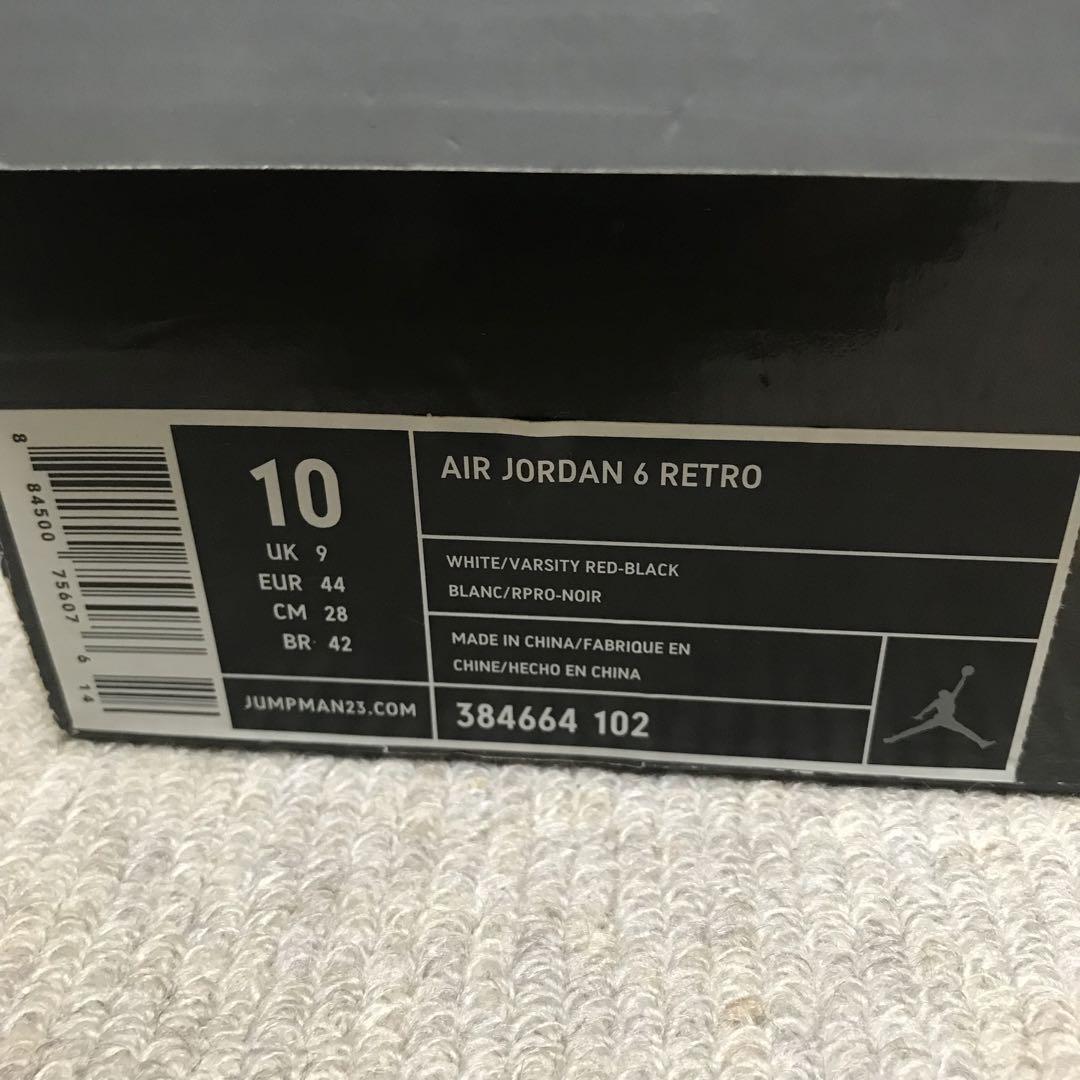 8 84500 75607 6 14
10
UK 9
EUR 44
CM 28
BR 42
JUMPMAN23.COM
AIR JORDAN 6 RETRO
WHITE/VARSITY RED-BLACK
BLANC/RPRO-NOIR
MADE IN CHINA/FABRIQUE EN
CHINE/HECHO EN CHINA
384664 102